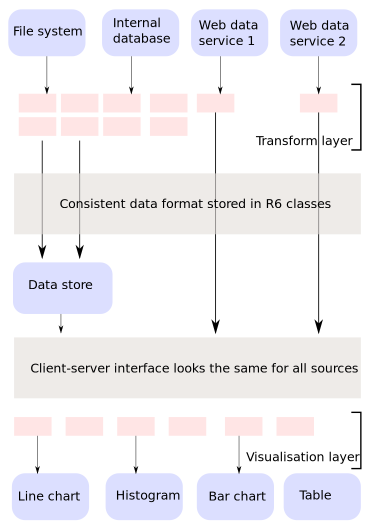 File system
Internal
database
Web data
service 1
Web data
service 2
Transform layer
Consistent data format stored in R6 classes
Data store
Client-server interface looks the same for all sources
Visualisation layer
Line chart
Histogram
Bar chart
Table